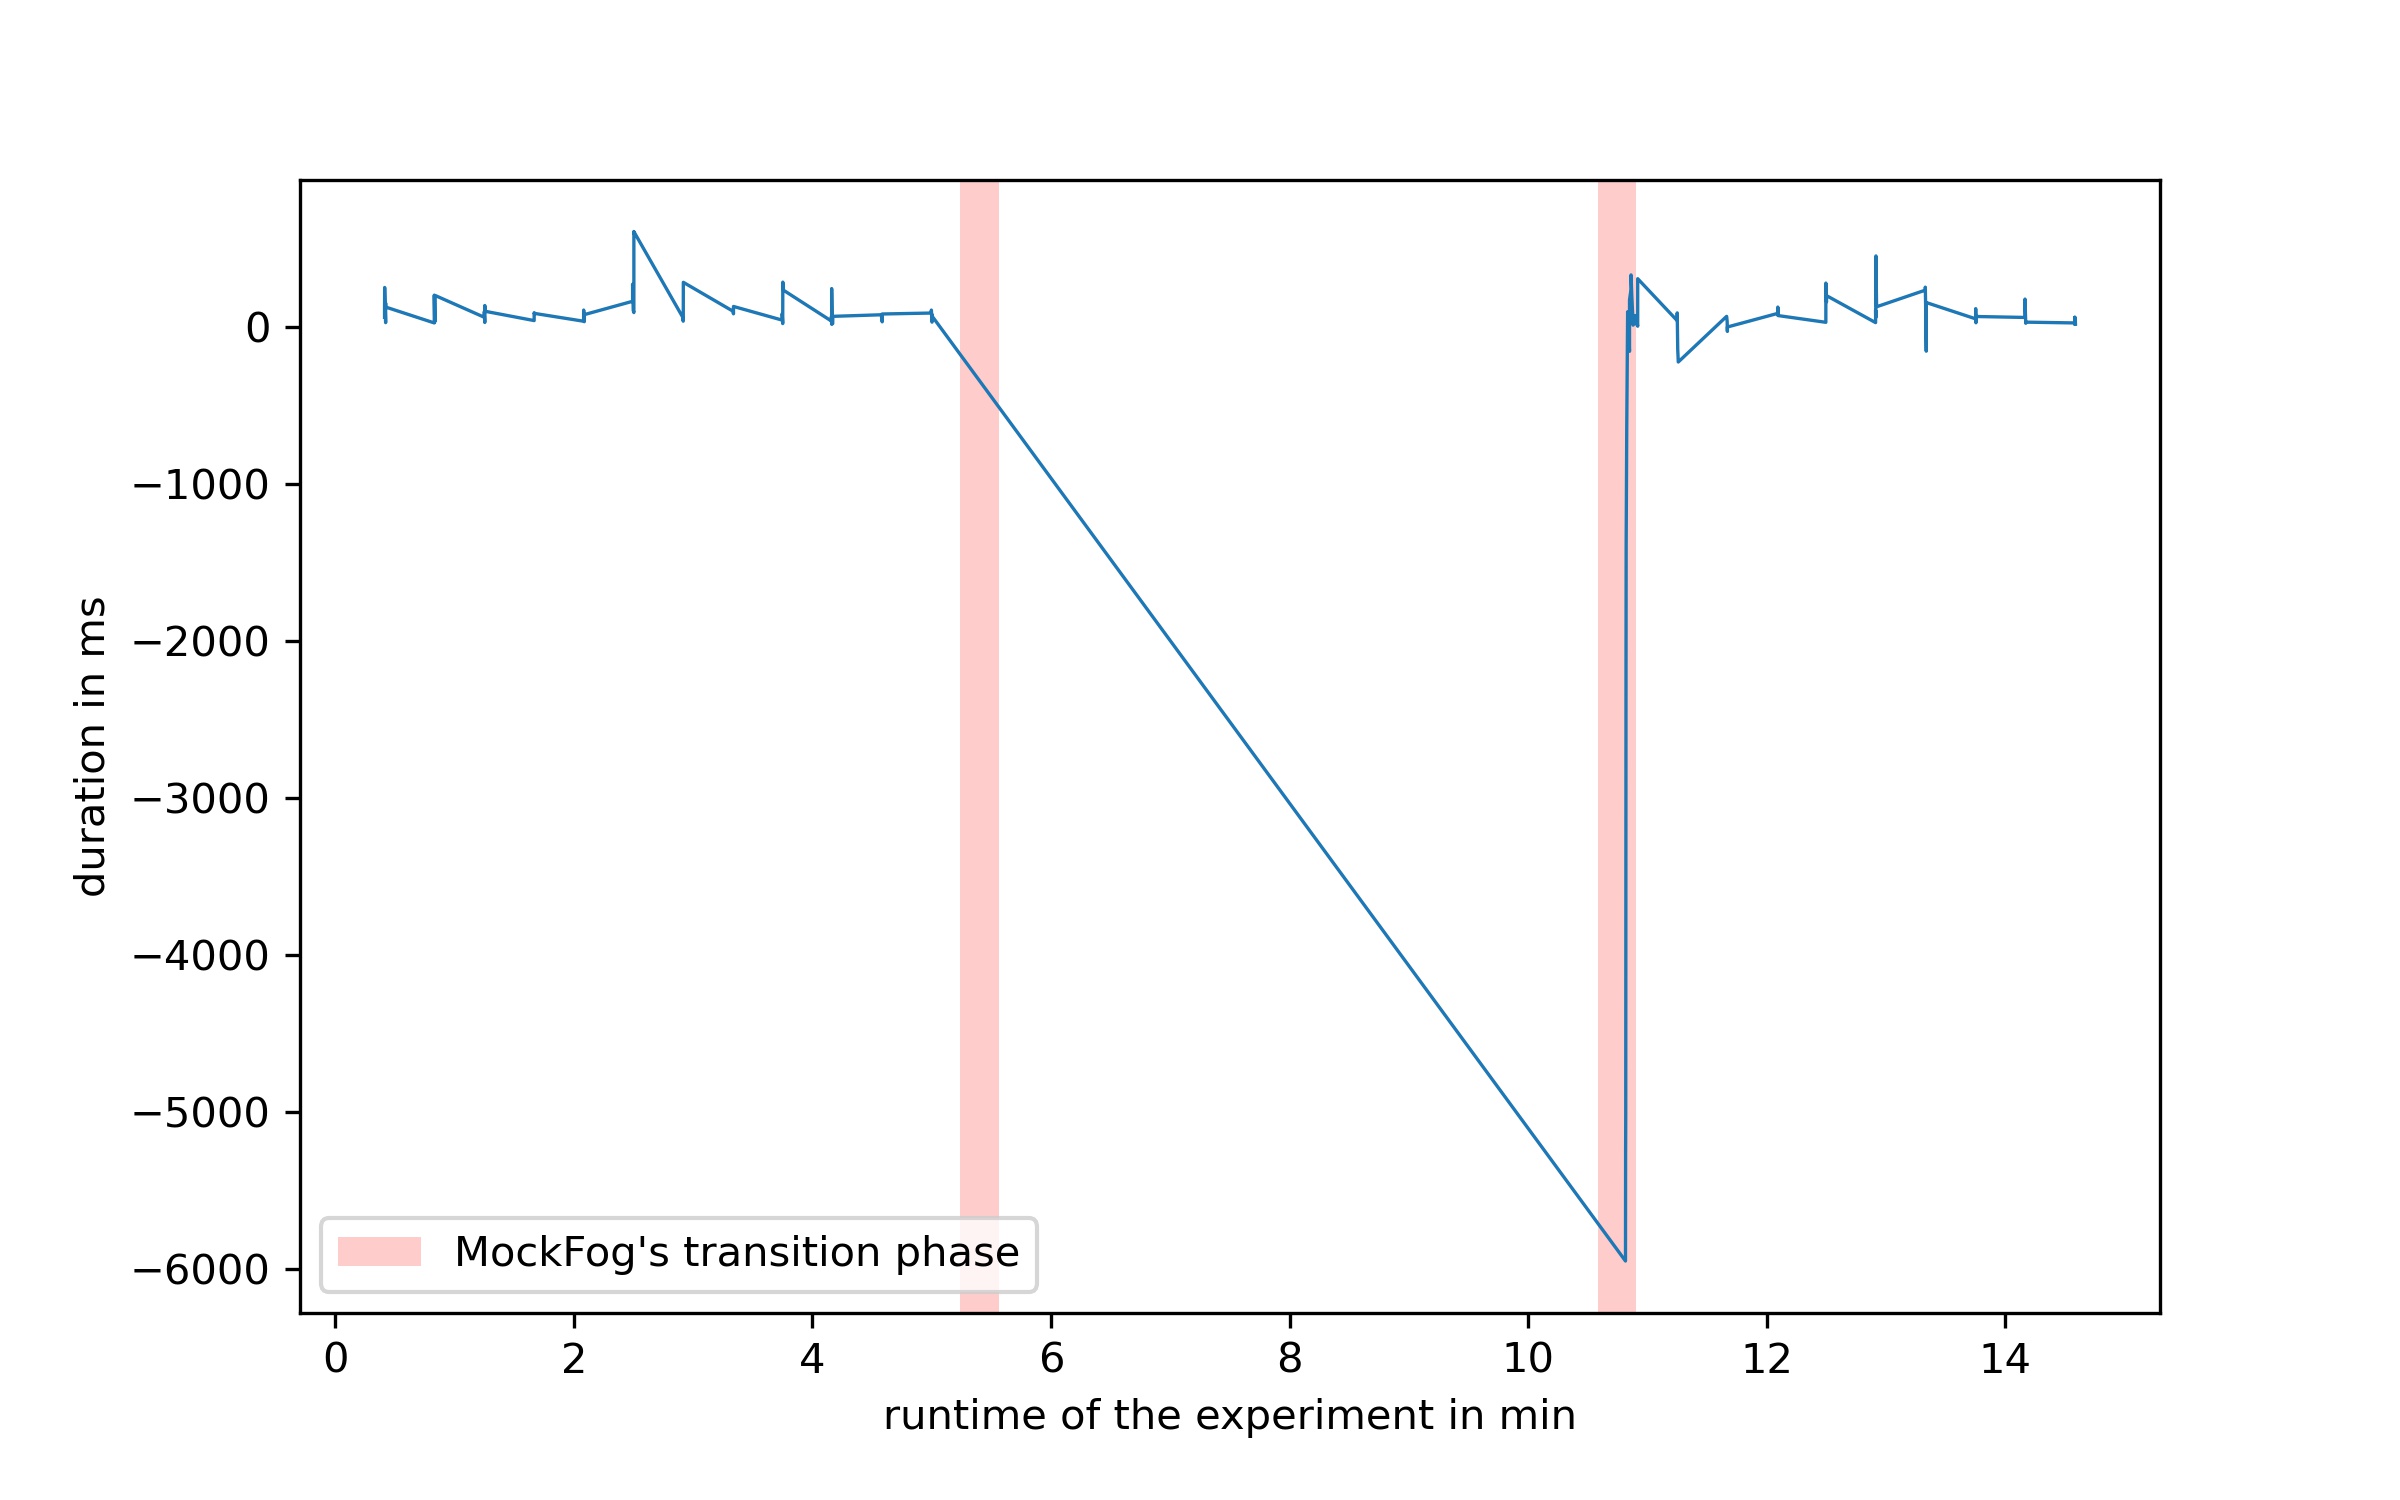 0
−1000
−2000
−3000
−4000
−5000
−6000
duration in ms
MockFog's transition phase
0 2 4 6 8 10 12 14
runtime of the experiment in min